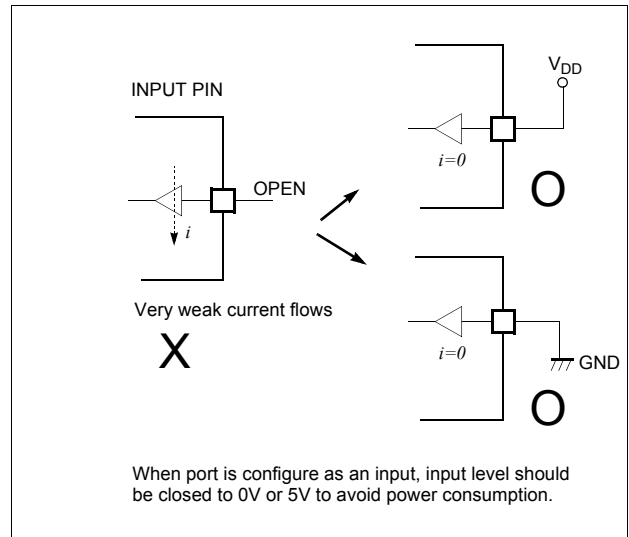 INPUT PIN
OPEN
i
Very weak current flows
X
V_DD
i=0
O
i=0
GND
O
When port is configure as an input, input level should
be closed to 0V or 5V to avoid power consumption.